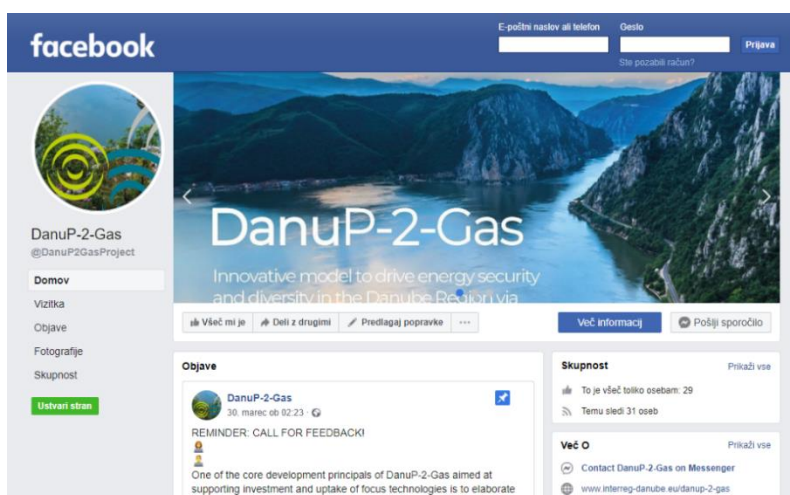 facebook
E-poštni naslov ali telefon
Geslo
Prijava
Ste pozabili račun?
DanuP-2-Gas
@DanuP2GasProject
Domov
Vizitka
Objave
Fotografije
Skupnost
Ustvari stran
DanuP-2-Gas
Innovative model to drive energy security
and diversity in the Danube Region via
Všeč mi je
Deli z drugimi
Predlagaj popravke
Več informacij
Pošlji sporočilo
Objave
DanuP-2-Gas
30. marec ob 02:23
REMINDER: CALL FOR FEEDBACK!
One of the core development principals of DanuP-2-Gas aimed at
supporting investment and uptake of focus technologies is to elaborate
Skupnost
Prikaži vse
To je všeč toliko osebam: 29
Temu sledi 31 oseb
Več O
Prikaži vse
Contact DanuP-2-Gas on Messenger
www.interreg-danube.eu/danup-2-gas